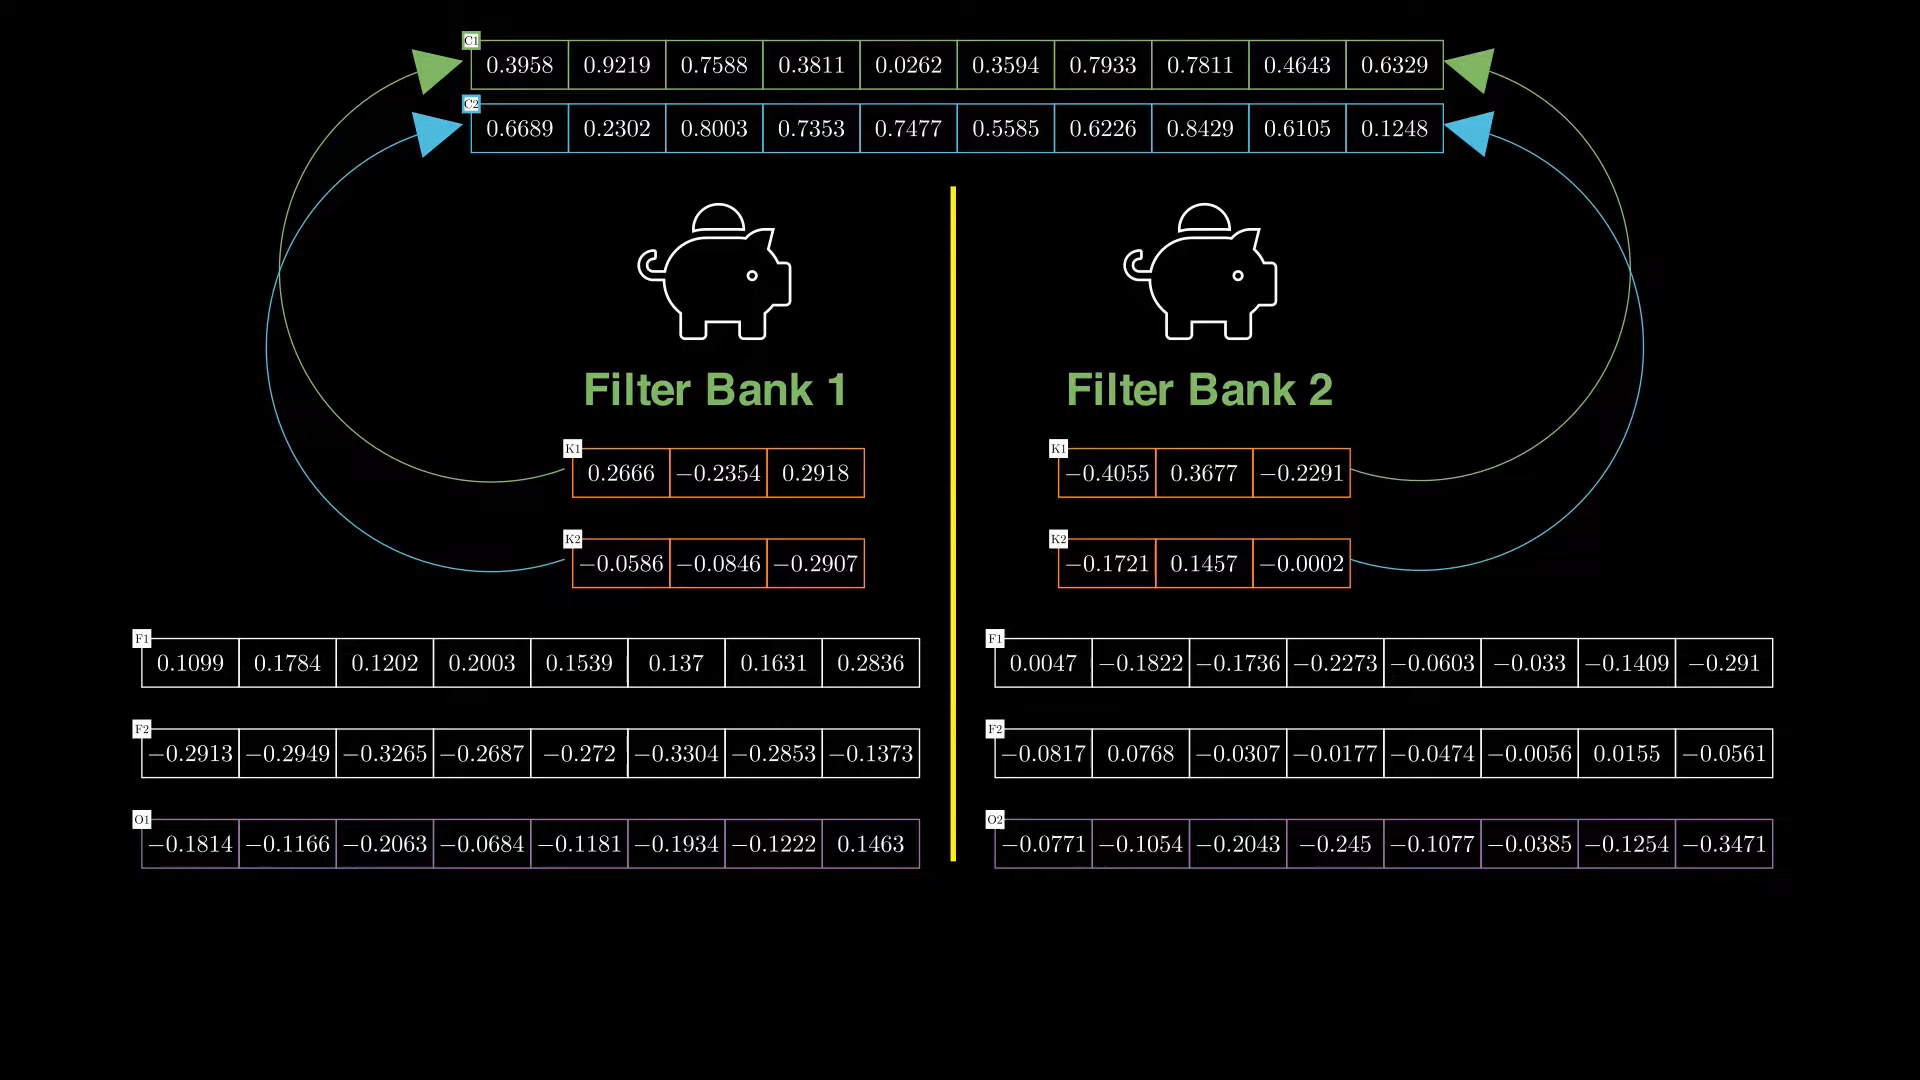 C1
0.3958 0.9219 0.7588 0.3811 0.0262 0.3594 0.7933 0.7811 0.4643 0.6329
C2
0.6689 0.2302 0.8003 0.7353 0.7477 0.5585 0.6226 0.8429 0.6105 0.1248
Filter Bank 1
Filter Bank 2
K1
0.2666 −0.2354 0.2918
K1
−0.4055 0.3677 −0.2291
K2
−0.0586 −0.0846 −0.2907
K2
−0.1721 0.1457 −0.0002
F1
0.1099 0.1784 0.1202 0.2003 0.1539 0.137 0.1631 0.2836
F1
0.0047 −0.1822 −0.1736 −0.2273 −0.0603 −0.033 −0.1409 −0.291
F2
−0.2913 −0.2949 −0.3265 −0.2687 −0.272 −0.3304 −0.2853 −0.1373
F2
−0.0817 0.0768 −0.0307 −0.0177 −0.0474 −0.0056 0.0155 −0.0561
O1
−0.1814 −0.1166 −0.2063 −0.0684 −0.1181 −0.1934 −0.1222 0.1463
O2
−0.0771 −0.1054 −0.2043 −0.245 −0.1077 −0.0385 −0.1254 −0.3471